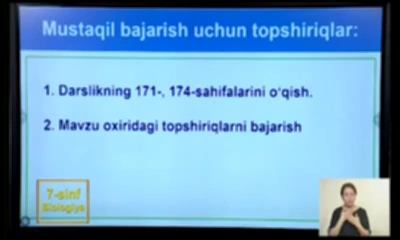 Mustaqil bajarish uchun topshiriqlar:
1. Darslikning 171-, 174-sahifalarini o‘qish.
2. Mavzu oxiridagi topshiriqlarni bajarish
7-sinf
Biologiya